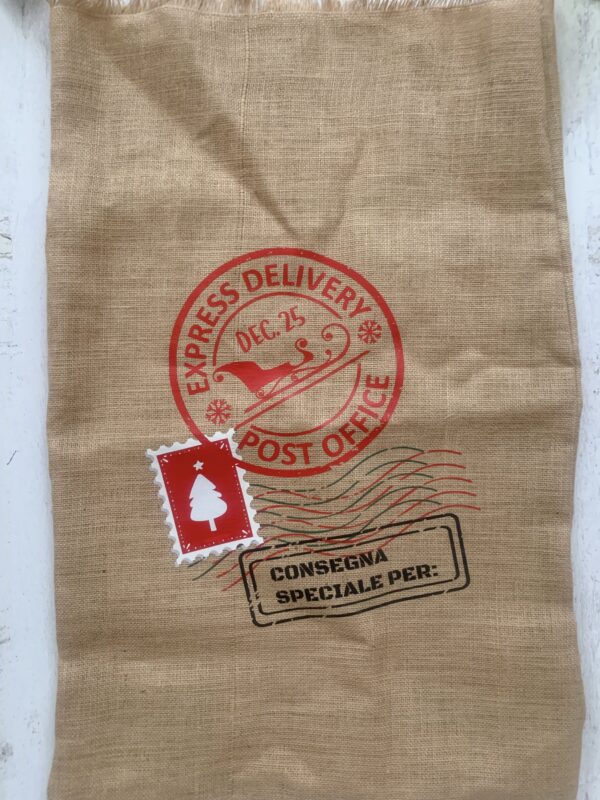 EXPRESS DELIVERY
DEC. 25
POST OFFICE
CONSEGNA
SPECIALE PER: